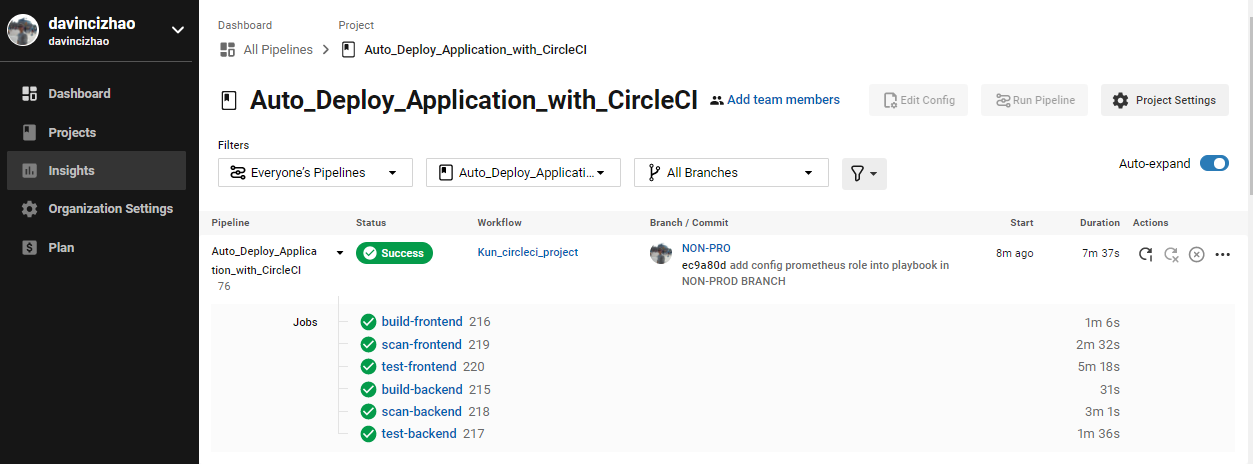 davincizhao
davincizhao
Dashboard
Projects
Insights
Organization Settings
Plan
Dashboard Project
All Pipelines Auto_Deploy_Application_with_CircleCI
Auto_Deploy_Application_with_CircleCI Add team members Edit Config Run Pipeline Project Settings
Filters
Everyone's Pipelines Auto_Deploy_Applicati... All Branches Auto-expand
Pipeline Status Workflow Branch / Commit Start Duration Actions
Auto_Deploy_Applica Success Kun_circleci_project NON-PRO 8m ago 7m 37s
tion_with_CircleCI ec9a80d add config prometheus role into playbook in
76 NON-PROD BRANCH
Jobs build-frontend 216 1m 6s
scan-frontend 219 2m 32s
test-frontend 220 5m 18s
build-backend 215 31s
scan-backend 218 3m 1s
test-backend 217 1m 36s